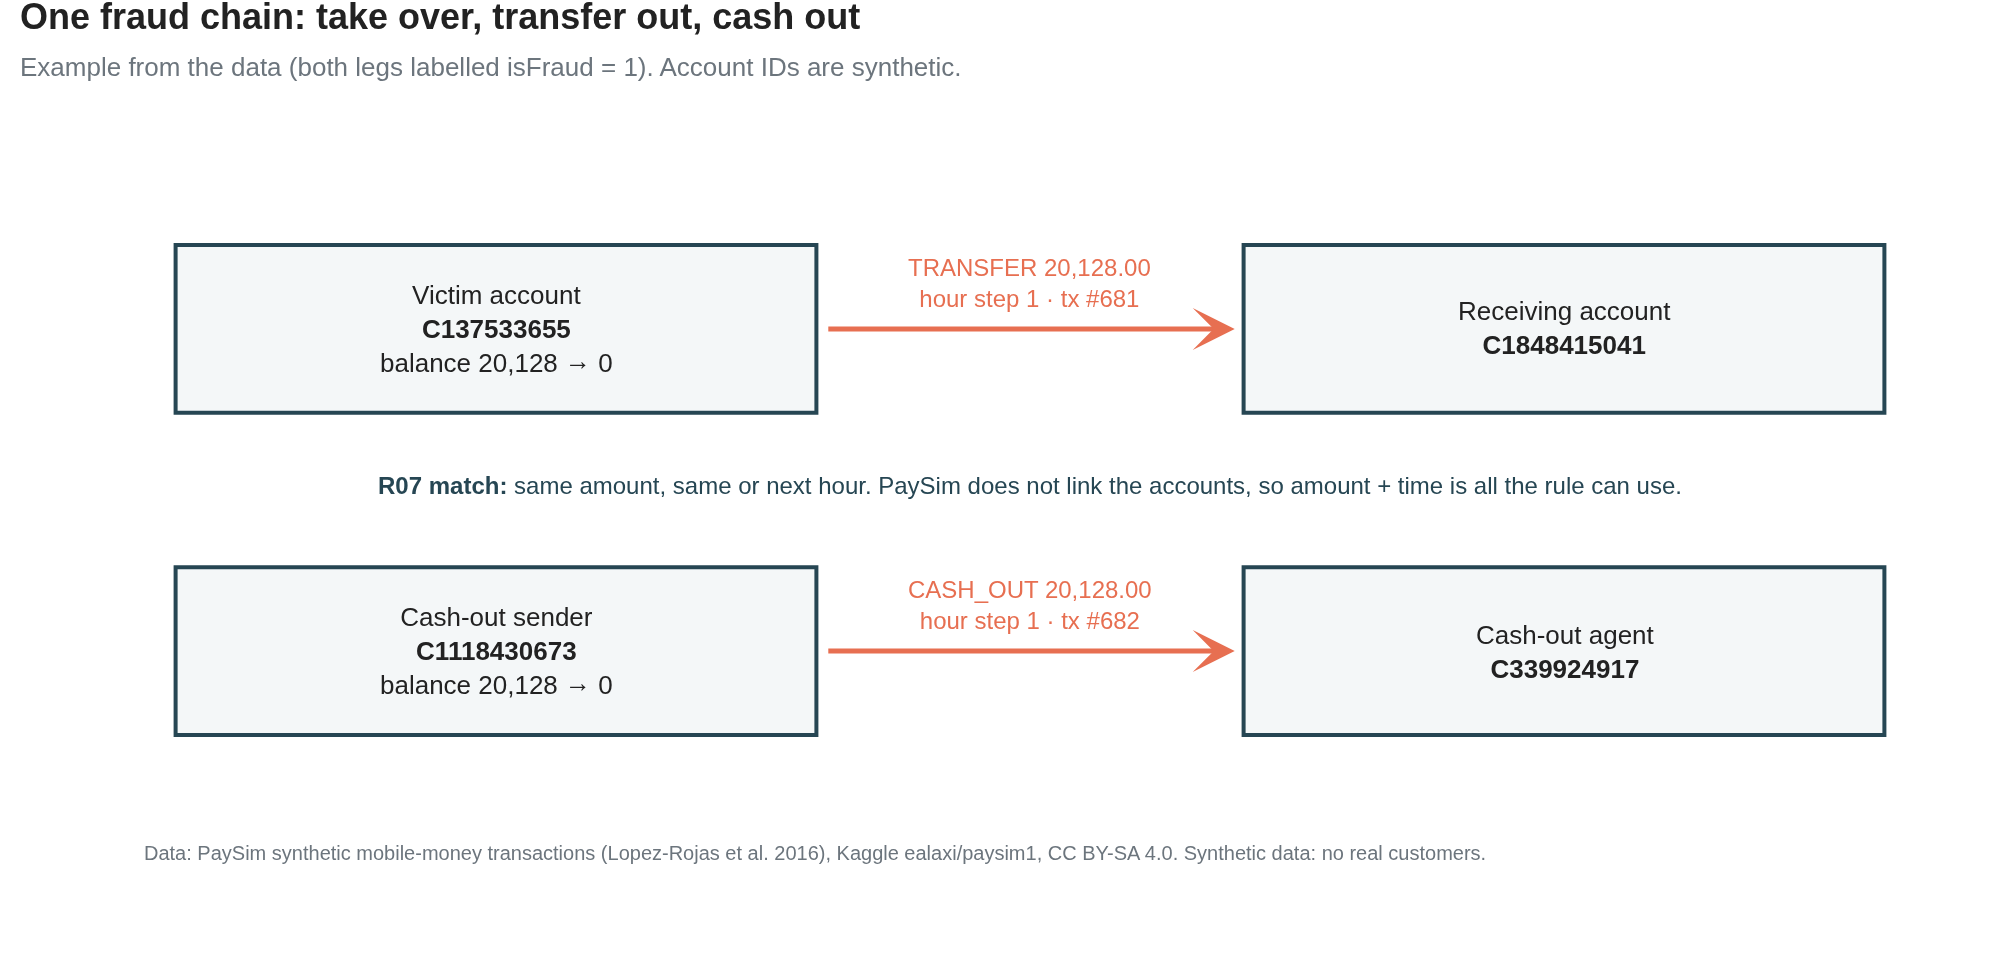 One fraud chain: take over, transfer out, cash out
Example from the data (both legs labelled isFraud = 1). Account IDs are synthetic.
Victim account
C137533655
balance 20,128 → 0
TRANSFER 20,128.00
hour step 1 · tx #681
Receiving account
C1848415041
R07 match: same amount, same or next hour. PaySim does not link the accounts, so amount + time is all the rule can use.
Cash-out sender
C1118430673
balance 20,128 → 0
CASH_OUT 20,128.00
hour step 1 · tx #682
Cash-out agent
C339924917
Data: PaySim synthetic mobile-money transactions (Lopez-Rojas et al. 2016), Kaggle ealaxi/paysim1, CC BY-SA 4.0. Synthetic data: no real customers.